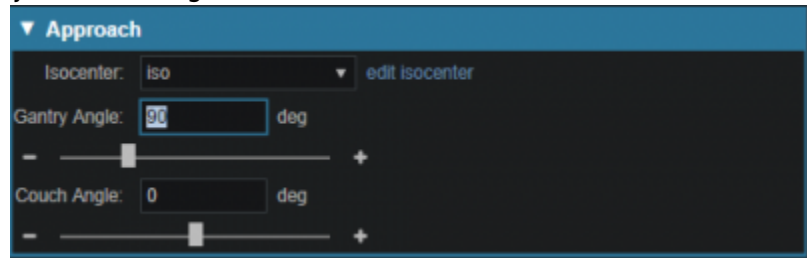 ▼ Approach
Isocenter: iso ▼ edit isocenter
Gantry Angle: 90 deg
- +
Couch Angle: 0 deg
- +